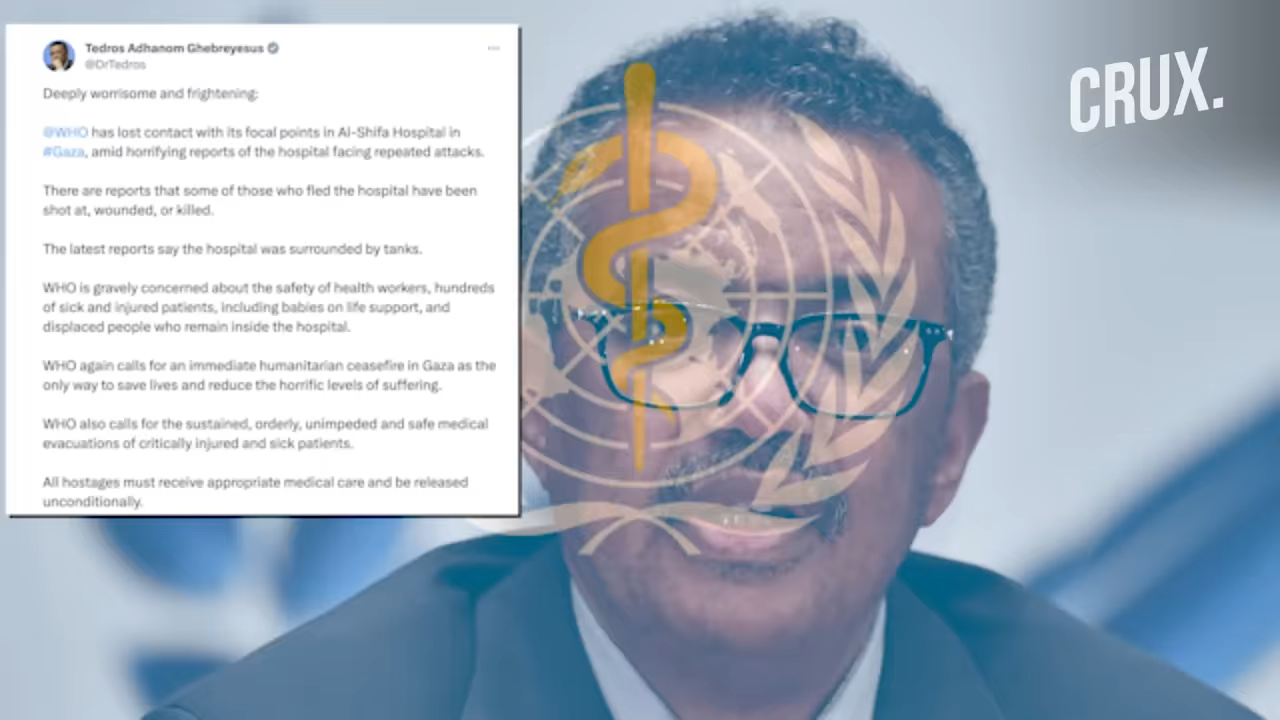 Tedros Adhanom Ghebreyesus
@DrTedros
Deeply worrisome and frightening:
@WHO has lost contact with its focal points in Al-Shifa Hospital in
#Gaza, amid horrifying reports of the hospital facing repeated attacks.
There are reports that some of those who fled the hospital have been
shot at, wounded, or killed.
The latest reports say the hospital was surrounded by tanks.
WHO is gravely concerned about the safety of health workers, hundreds
of sick and injured patients, including babies on life support, and
displaced people who remain inside the hospital.
WHO again calls for an immediate humanitarian ceasefire in Gaza as the
only way to save lives and reduce the horrific levels of suffering.
WHO also calls for the sustained, orderly, unimpeded and safe medical
evacuations of critically injured and sick patients.
All hostages must receive appropriate medical care and be released
unconditionally.
CRUX.